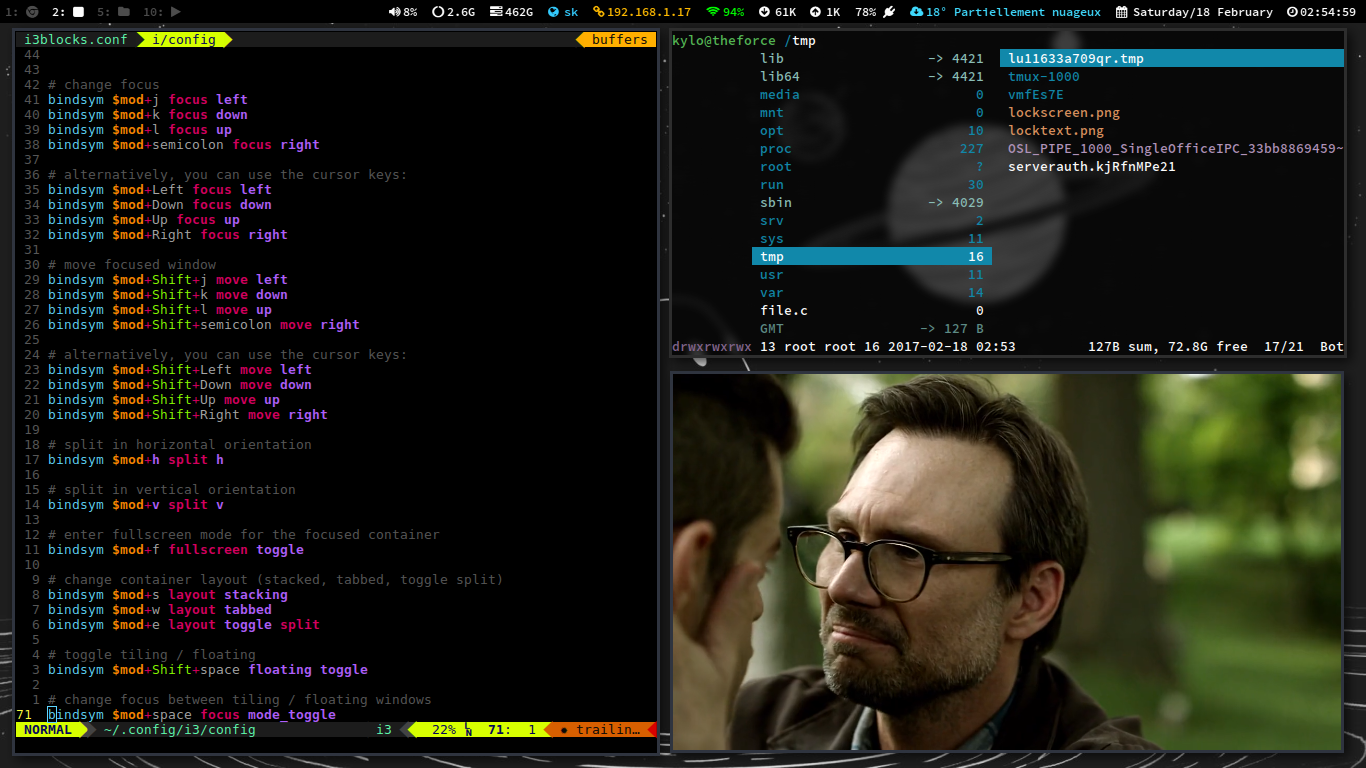 1: 2: 5: 10: 8% 2.6G 462G sk 192.168.1.17 94% 61K 1K 78% 18° Partiellement nuageux Saturday/18 February 02:54:59
i3blocks.conf i/config buffers
44
43
42 # change focus
41 bindsym $mod+j focus left
40 bindsym $mod+k focus down
39 bindsym $mod+l focus up
38 bindsym $mod+semicolon focus right
37
36 # alternatively, you can use the cursor keys:
35 bindsym $mod+Left focus left
34 bindsym $mod+Down focus down
33 bindsym $mod+Up focus up
32 bindsym $mod+Right focus right
31
30 # move focused window
29 bindsym $mod+Shift+j move left
28 bindsym $mod+Shift+k move down
27 bindsym $mod+Shift+l move up
26 bindsym $mod+Shift+semicolon move right
25
24 # alternatively, you can use the cursor keys:
23 bindsym $mod+Shift+Left move left
22 bindsym $mod+Shift+Down move down
21 bindsym $mod+Shift+Up move up
20 bindsym $mod+Shift+Right move right
19
18 # split in horizontal orientation
17 bindsym $mod+h split h
16
15 # split in vertical orientation
14 bindsym $mod+v split v
13
12 # enter fullscreen mode for the focused container
11 bindsym $mod+f fullscreen toggle
10
9 # change container layout (stacked, tabbed, toggle split)
8 bindsym $mod+s layout stacking
7 bindsym $mod+w layout tabbed
6 bindsym $mod+e layout toggle split
5
4 # toggle tiling / floating
3 bindsym $mod+Shift+space floating toggle
2
1 # change focus between tiling / floating windows
71 bindsym $mod+space focus mode_toggle
NORMAL ~/.config/i3/config i3 22% LN 71: 1 ● trailin…
kylo@theforce /tmp
lib -> 4421 lu11633a709qr.tmp
lib64 -> 4421 tmux-1000
media 0 vmfEs7E
mnt 0 lockscreen.png
opt 10 locktext.png
proc 227 OSL_PIPE_1000_SingleOfficeIPC_33bb8869459~
root ? serverauth.kjRfnMPe21
run 30
sbin -> 4029
srv 2
sys 11
tmp 16
usr 11
var 14
file.c 0
GMT -> 127 B
drwxrwxrwx 13 root root 16 2017-02-18 02:53 127B sum, 72.8G free 17/21 Bot